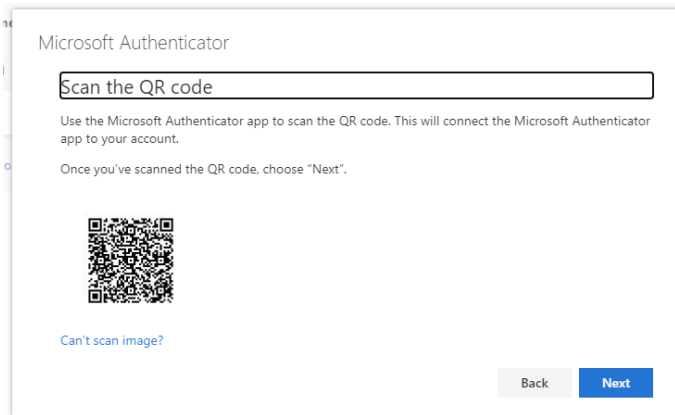 Microsoft Authenticator
Scan the QR code
Use the Microsoft Authenticator app to scan the QR code. This will connect the Microsoft Authenticator
app to your account.
Once you've scanned the QR code, choose “Next”.
Can't scan image?
Back
Next